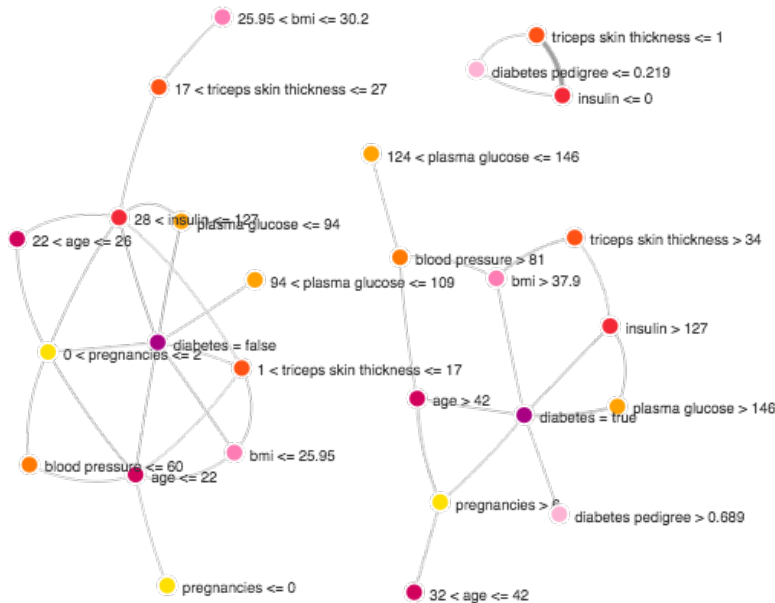 25.95 < bmi <= 30.2
triceps skin thickness <= 1
diabetes pedigree <= 0.219
17 < triceps skin thickness <= 27
insulin <= 0
124 < plasma glucose <= 146
28 < insulin <= 127
plasma glucose <= 94
22 < age <= 26
triceps skin thickness > 34
blood pressure > 81
94 < plasma glucose <= 109
bmi > 37.9
insulin > 127
diabetes = false
0 < pregnancies <= 2
1 < triceps skin thickness <= 17
age > 42
plasma glucose > 146
diabetes = true
bmi <= 25.95
blood pressure <= 60
age <= 22
pregnancies > 6
diabetes pedigree > 0.689
pregnancies <= 0
32 < age <= 42